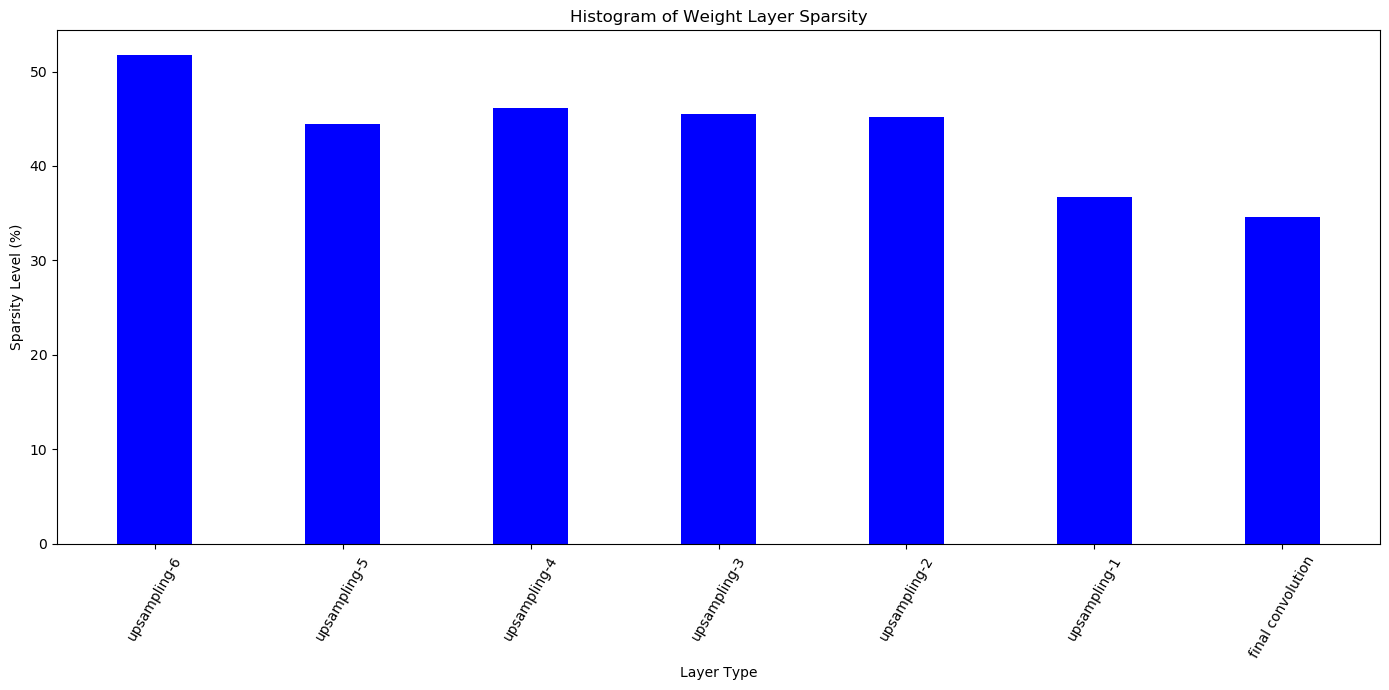 Histogram of Weight Layer Sparsity
Sparsity Level (%)
50
40
30
20
10
0
upsampling-6
upsampling-5
upsampling-4
upsampling-3
upsampling-2
upsampling-1
final convolution
Layer Type